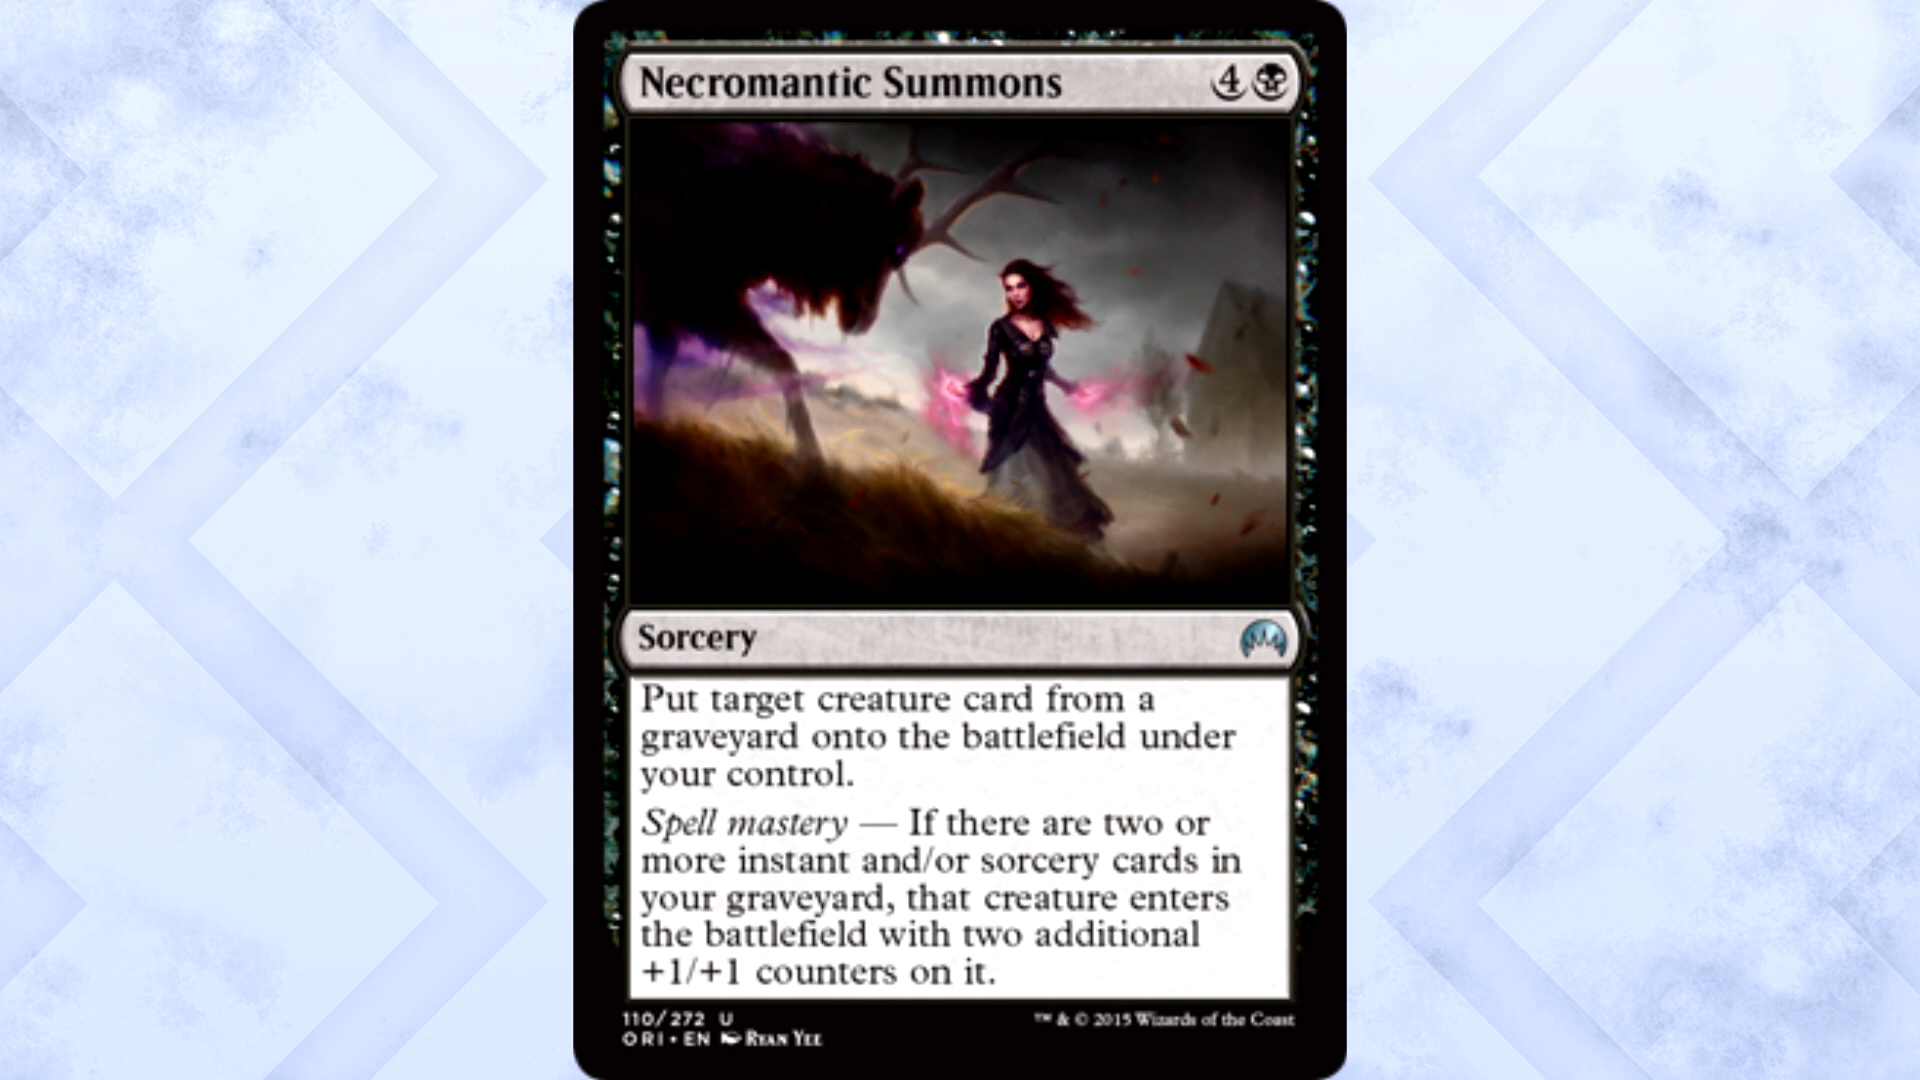 Necromantic Summons 4
Sorcery
Put target creature card from a
graveyard onto the battlefield under
your control.
Spell mastery — If there are two or
more instant and/or sorcery cards in
your graveyard, that creature enters
the battlefield with two additional
+1/+1 counters on it.
110/272 U
ORI • EN Ryan Yee
™ & © 2015 Wizards of the Coast